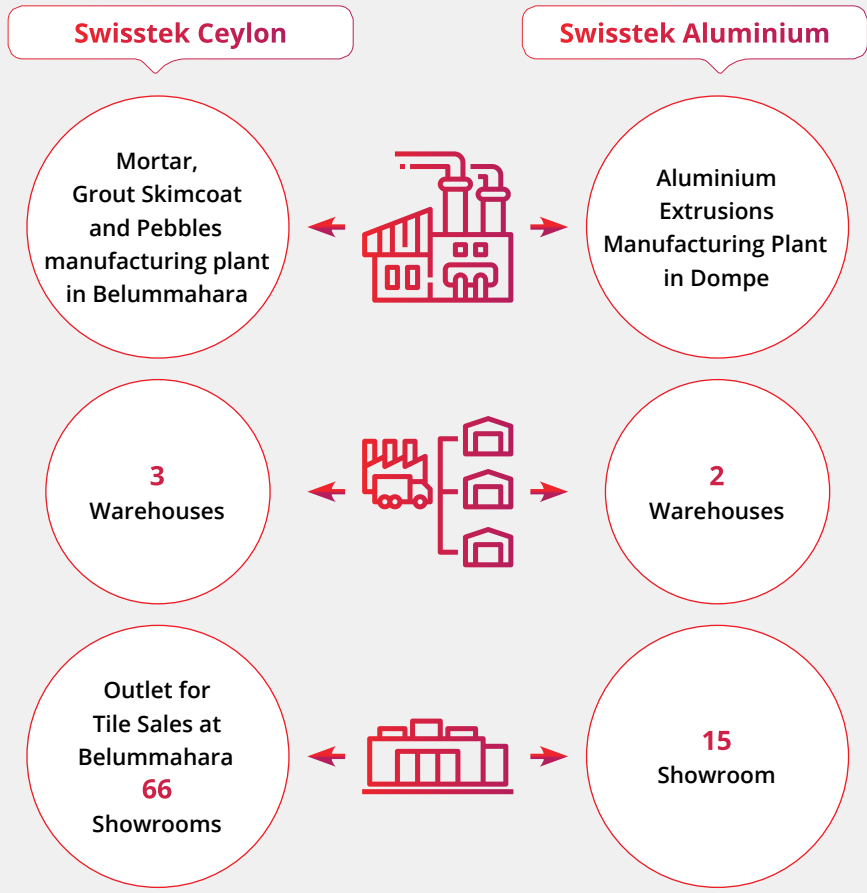 Swisstek Ceylon
Swisstek Aluminium
Mortar,
Grout Skimcoat
and Pebbles
manufacturing plant
in Belummahara
Aluminium
Extrusions
Manufacturing Plant
in Dompe
3
Warehouses
2
Warehouses
Outlet for
Tile Sales at
Belummahara
66
Showrooms
15
Showroom